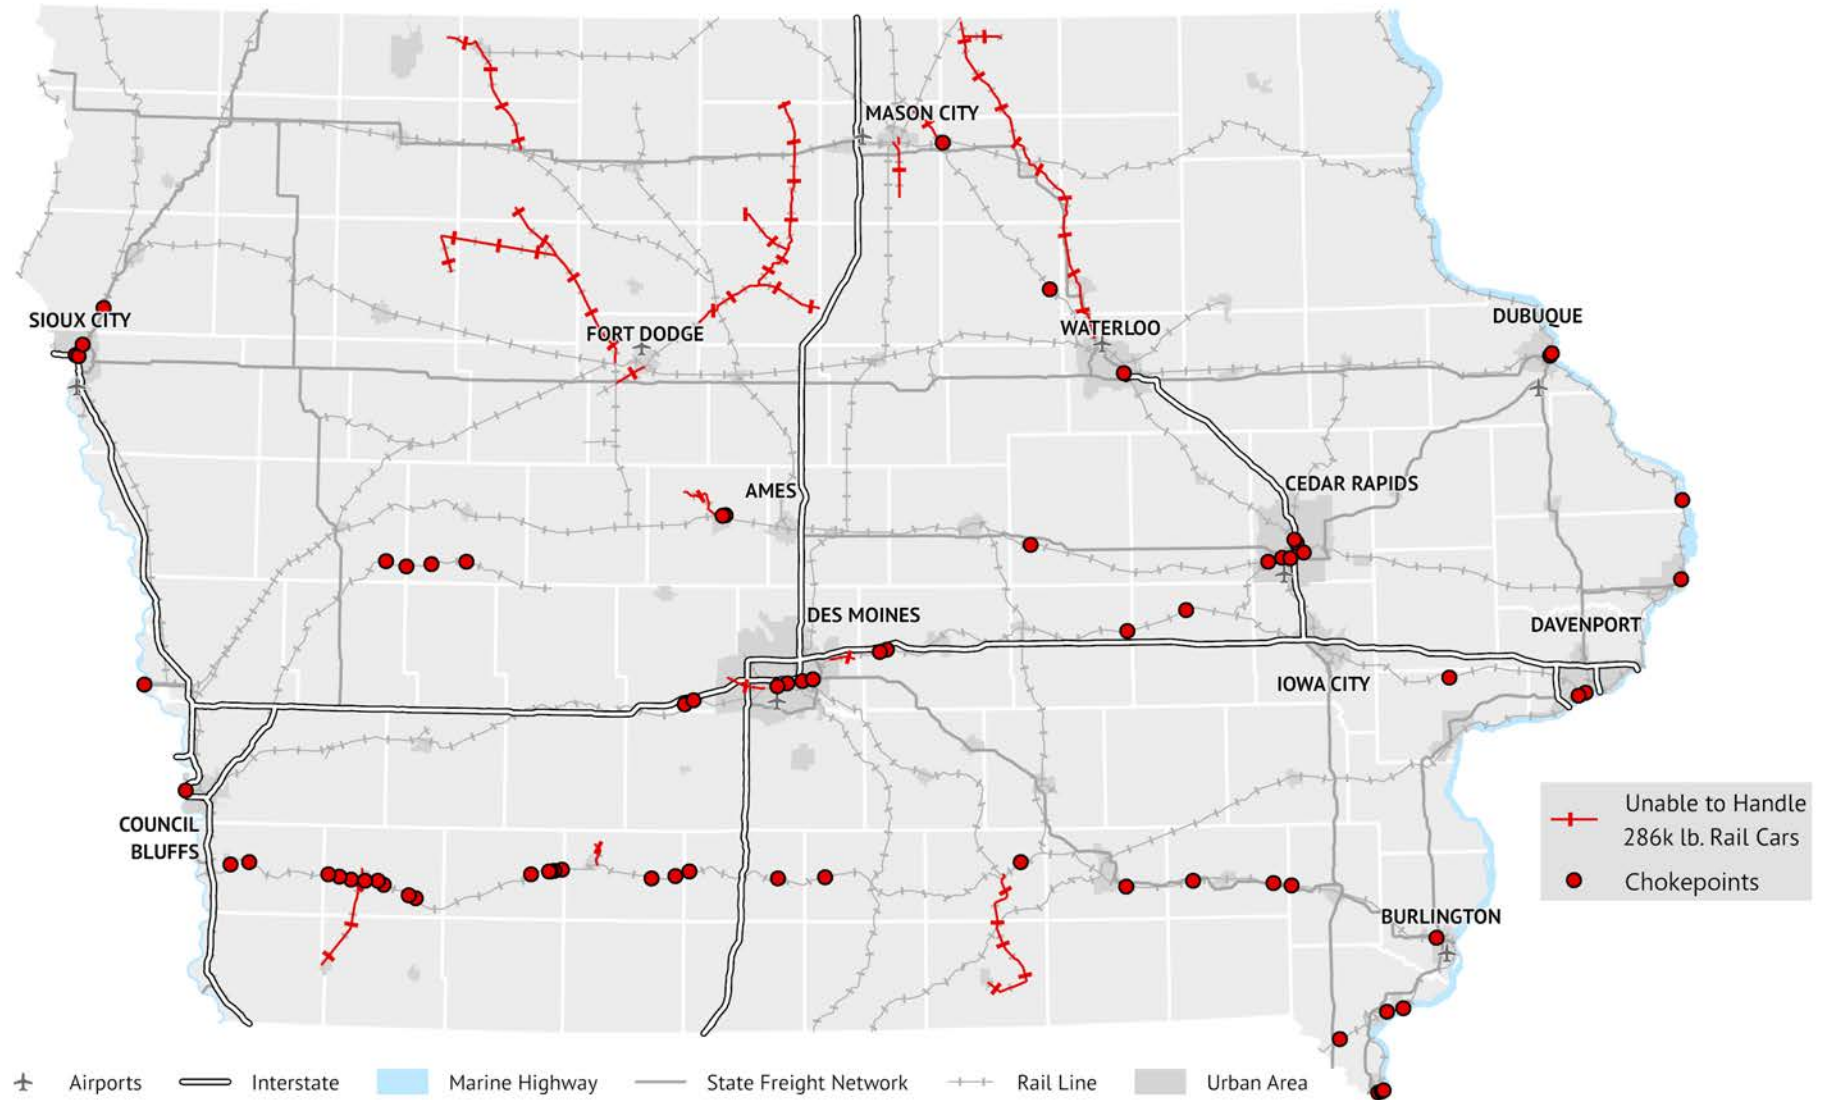 MASON CITY
SIOUX CITY
FORT DODGE
WATERLOO
DUBUQUE
AMES
CEDAR RAPIDS
DES MOINES
DAVENPORT
IOWA CITY
COUNCIL
BLUFFS
BURLINGTON
Unable to Handle
286k lb. Rail Cars
Chokepoints
Airports
Interstate
Marine Highway
State Freight Network
Rail Line
Urban Area